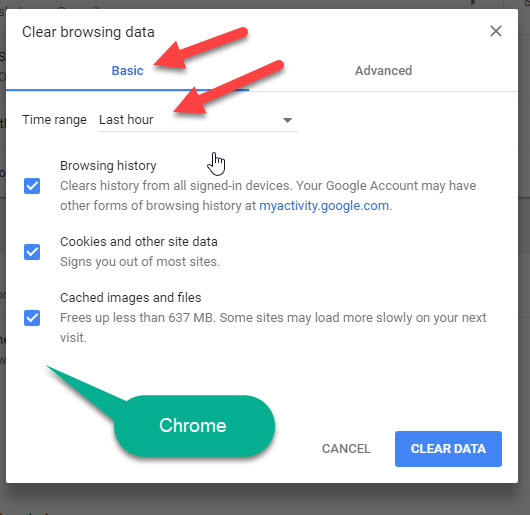 Clear browsing data
Basic
Advanced
Time range Last hour
Browsing history
Clears history from all signed-in devices. Your Google Account may have
other forms of browsing history at myactivity.google.com.
Cookies and other site data
Signs you out of most sites.
Cached images and files
Frees up less than 637 MB. Some sites may load more slowly on your next
visit.
Chrome
CANCEL
CLEAR DATA